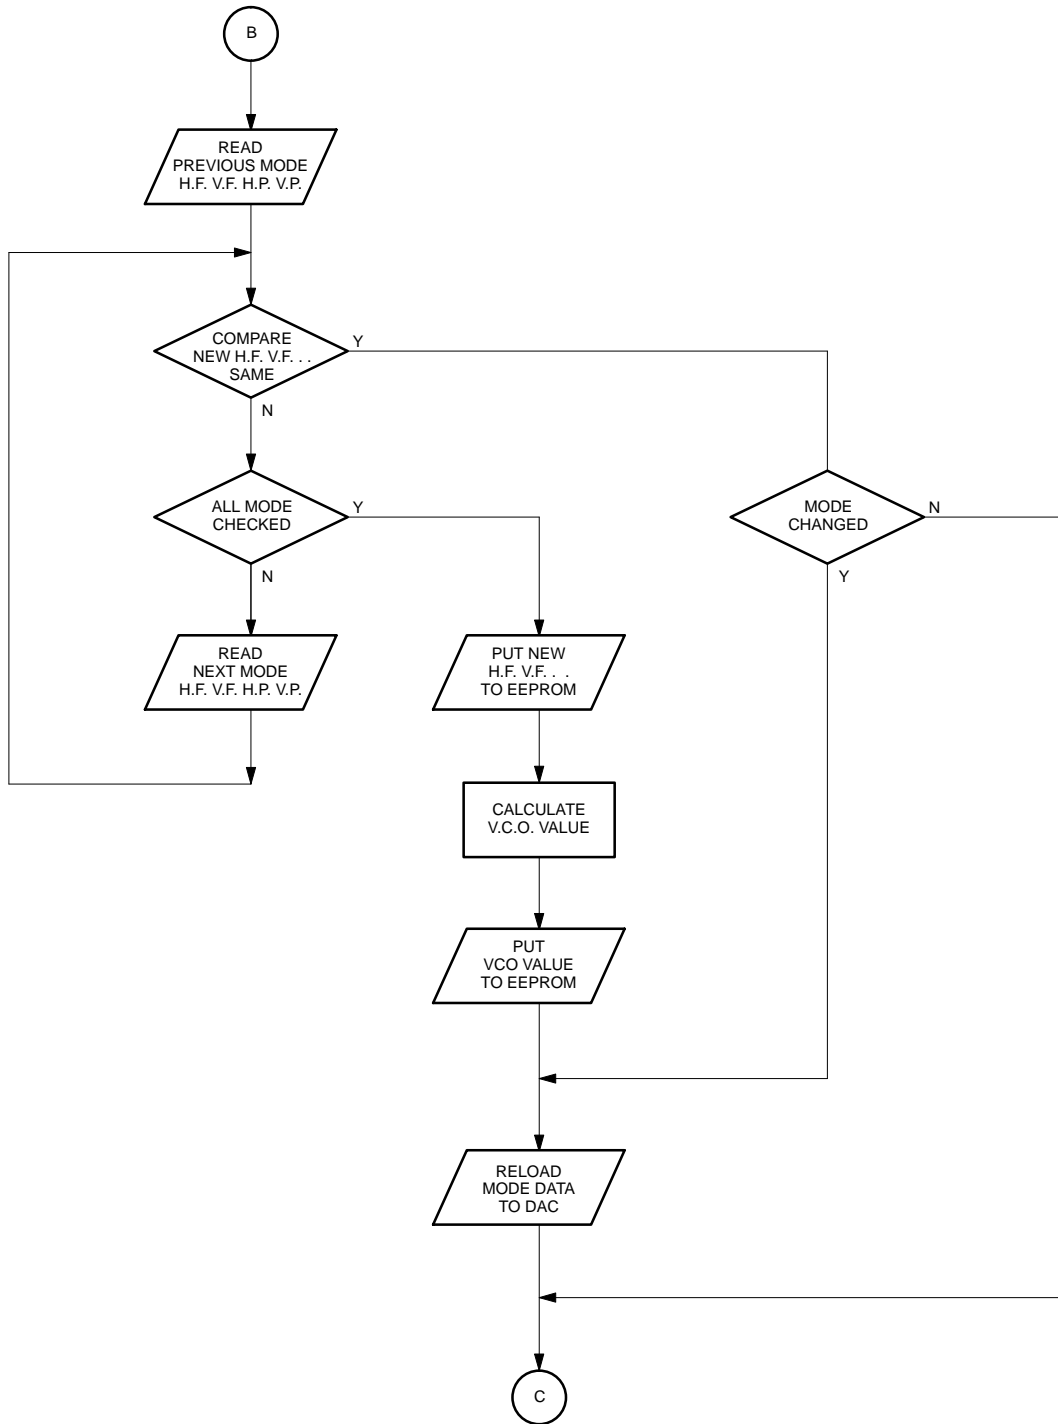 B
READ
PREVIOUS MODE
H.F. V.F. H.P. V.P.
COMPARE
NEW H.F. V.F. . .
SAME
Y
N
ALL MODE
CHECKED
Y
N
MODE
CHANGED
N
Y
READ
NEXT MODE
H.F. V.F. H.P. V.P.
PUT NEW
H.F. V.F. . .
TO EEPROM
CALCULATE
V.C.O. VALUE
PUT
VCO VALUE
TO EEPROM
RELOAD
MODE DATA
TO DAC
C